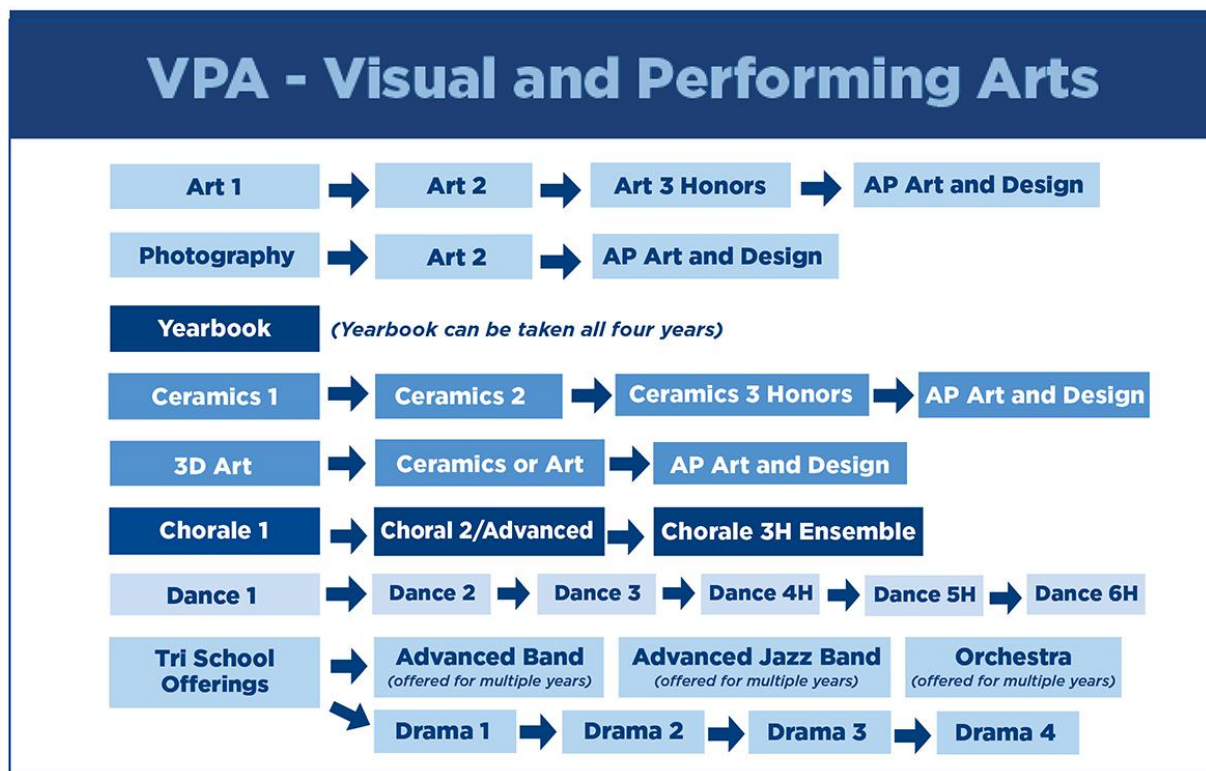 VPA - Visual and Performing Arts
Art 1
Art 2
Art 3 Honors
AP Art and Design
Photography
Art 2
AP Art and Design
Yearbook
(Yearbook can be taken all four years)
Ceramics 1
Ceramics 2
Ceramics 3 Honors
AP Art and Design
3D Art
Ceramics or Art
AP Art and Design
Chorale 1
Choral 2/Advanced
Chorale 3H Ensemble
Dance 1
Dance 2
Dance 3
Dance 4H
Dance 5H
Dance 6H
Tri School
Offerings
Advanced Band
(offered for multiple years)
Advanced Jazz Band
(offered for multiple years)
Orchestra
(offered for multiple years)
Drama 1
Drama 2
Drama 3
Drama 4